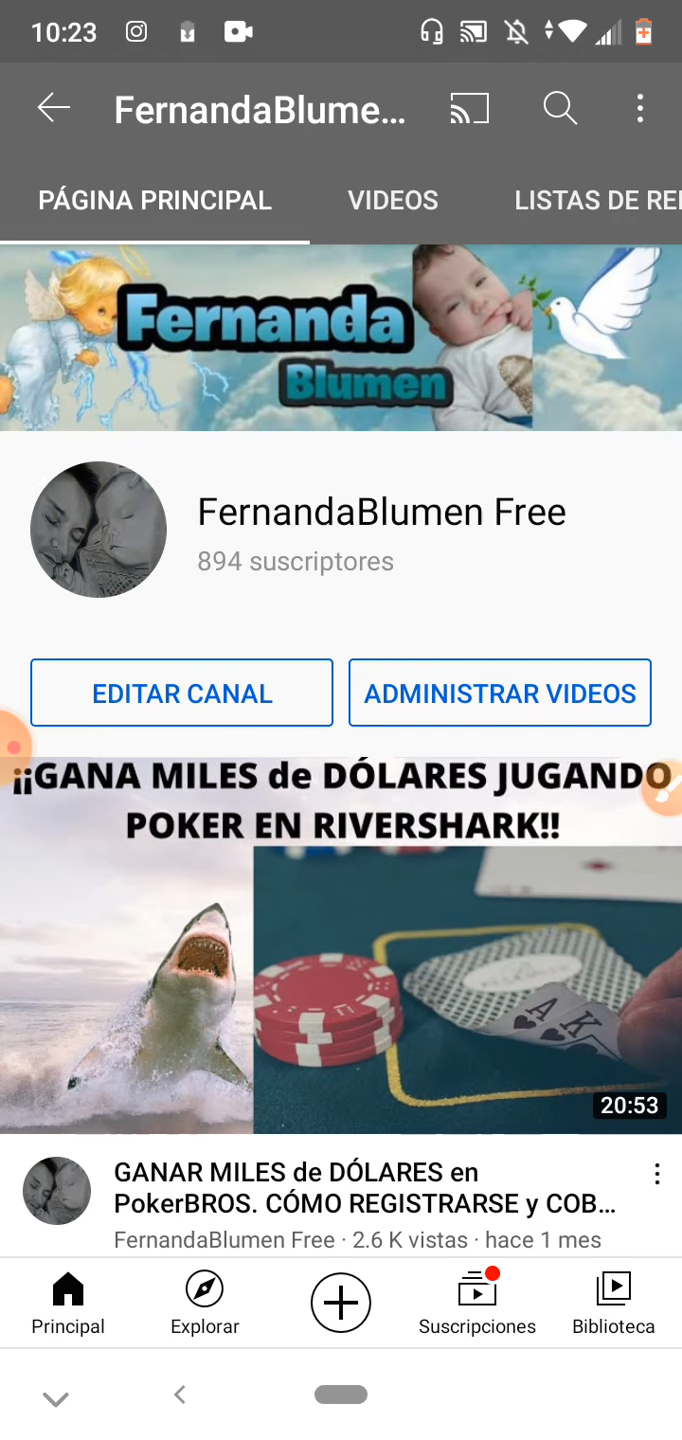 10:23
FernandaBlume...
PÁGINA PRINCIPAL VIDEOS LISTAS DE RE
Fernanda
Blumen
FernandaBlumen Free
894 suscriptores
EDITAR CANAL ADMINISTRAR VIDEOS
¡¡GANA MILES de DÓLARES JUGANDO
POKER EN RIVERSHARK!!
A K
20:53
GANAR MILES de DÓLARES en
PokerBROS. CÓMO REGISTRARSE y COB...
FernandaBlumen Free · 2.6 K vistas · hace 1 mes
Principal Explorar Suscripciones Biblioteca